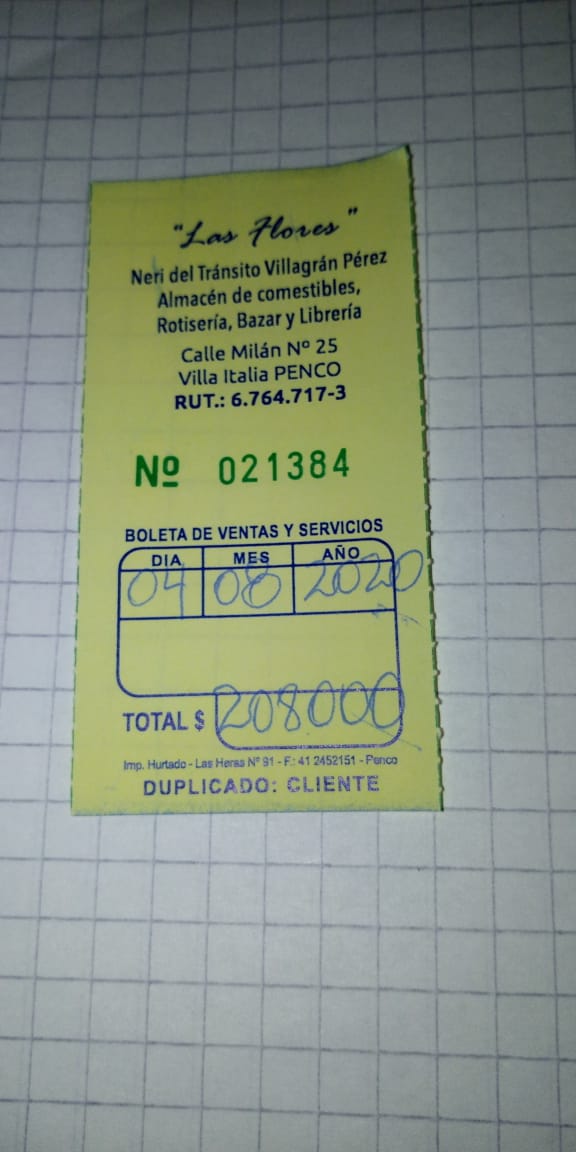 "Las Flores"
Neri del Tránsito Villagrán Pérez
Almacén de comestibles,
Rotisería, Bazar y Librería
Calle Milán Nº 25
Villa Italia PENCO
RUT.: 6.764.717-3
Nº 021384
BOLETA DE VENTAS Y SERVICIOS
DIA MES AÑO
04 08 2020
TOTAL $ 208000
Imp. Hurtado - Las Heras Nº 91 - F.: 41 2452151 - Penco
DUPLICADO: CLIENTE